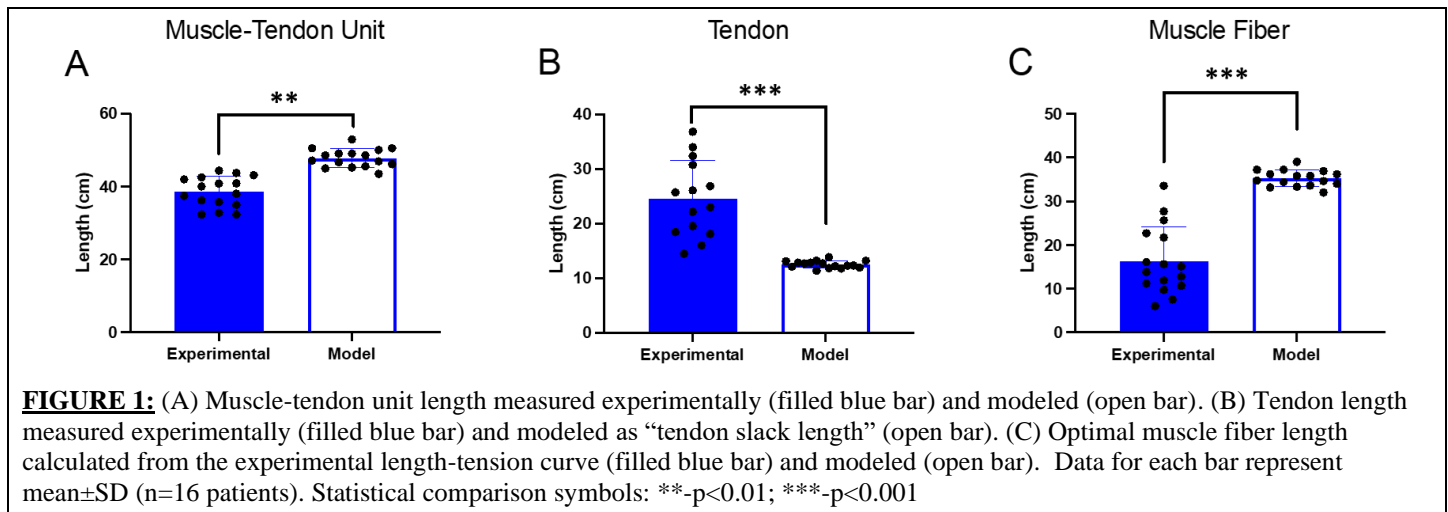 Muscle-Tendon Unit
A
**
Length (cm)
60
40
20
0
Experimental
Model
Tendon
B
***
Length (cm)
40
30
20
10
0
Experimental
Model
Muscle Fiber
C
***
Length (cm)
50
40
30
20
10
0
Experimental
Model
FIGURE 1: (A) Muscle-tendon unit length measured experimentally (filled blue bar) and modeled (open bar). (B) Tendon length
measured experimentally (filled blue bar) and modeled as “tendon slack length” (open bar). (C) Optimal muscle fiber length
calculated from the experimental length-tension curve (filled blue bar) and modeled (open bar). Data for each bar represent
mean±SD (n=16 patients). Statistical comparison symbols: **-p<0.01; ***-p<0.001